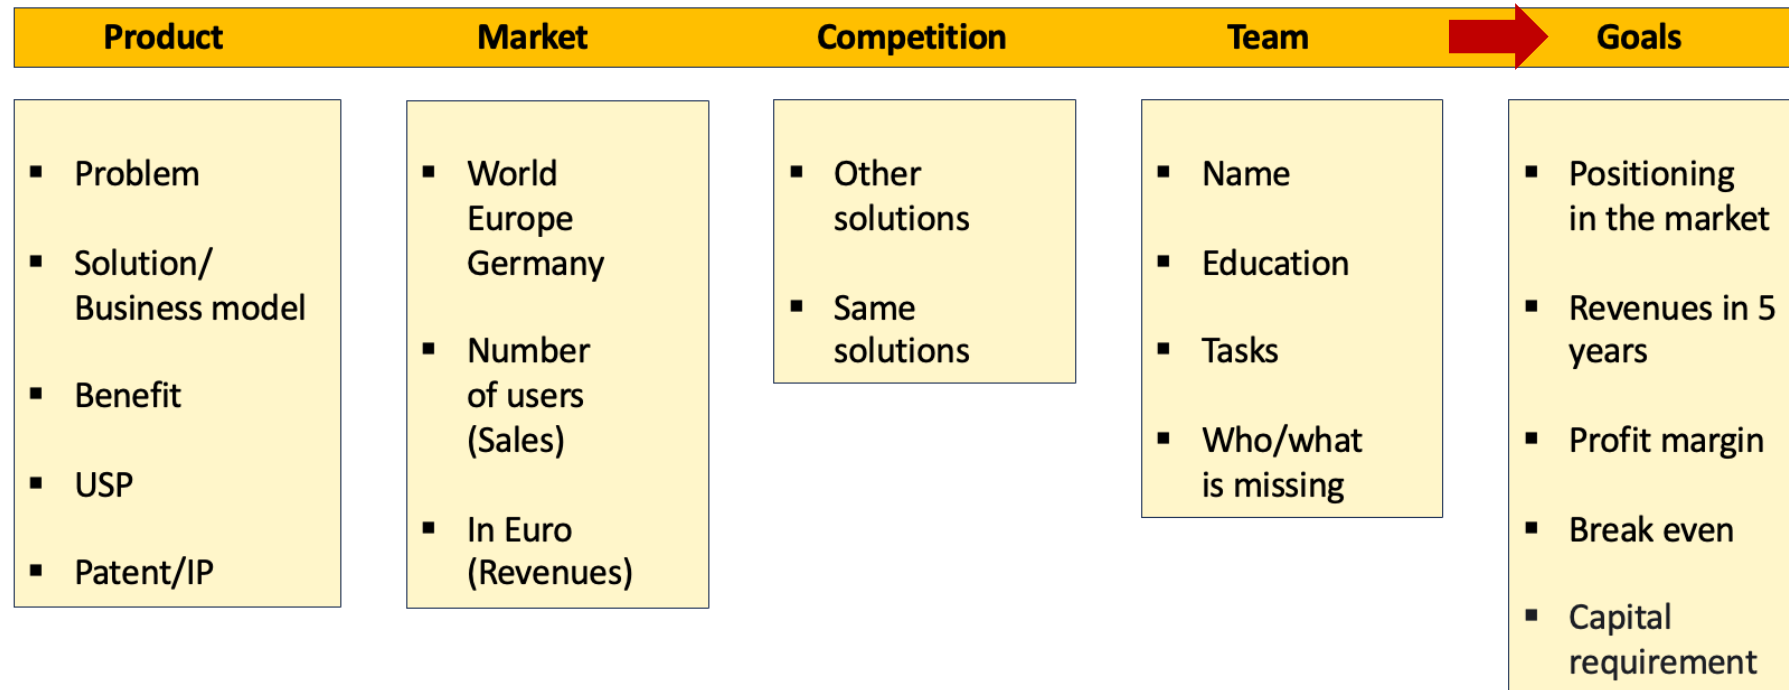 Product
Market
Competition
Team
Goals
▪ Problem
▪ Solution/
Business model
▪ Benefit
▪ USP
▪ Patent/IP
▪ World
Europe
Germany
▪ Number
of users
(Sales)
▪ In Euro
(Revenues)
▪ Other
solutions
▪ Same
solutions
▪ Name
▪ Education
▪ Tasks
▪ Who/what
is missing
▪ Positioning
in the market
▪ Revenues in 5
years
▪ Profit margin
▪ Break even
▪ Capital
requirement